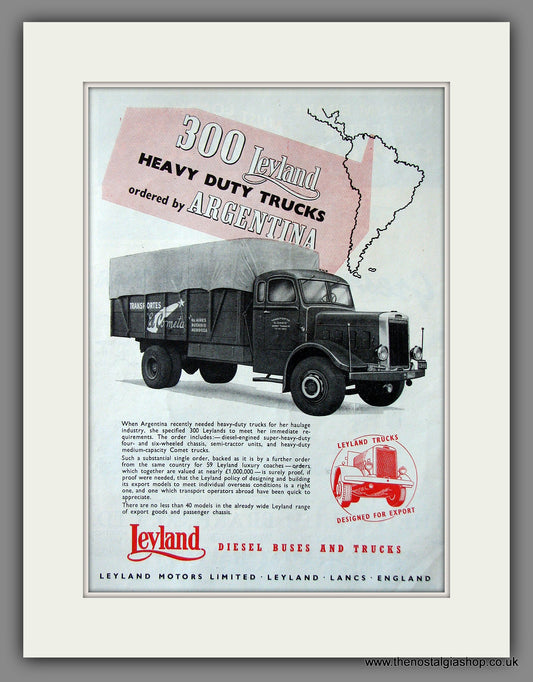 300 Leyland
HEAVY DUTY TRUCKS
ordered by ARGENTINA
TRANSPORTES
El Cometa
Bs. AIRES
ROSARIO
MENDOZA
When Argentina recently needed heavy-duty trucks for her haulage
industry, she specified 300 Leylands to meet her immediate re-
quirements. The order includes:—diesel-engined super-heavy-duty
four- and six-wheeled chassis, semi-tractor units, and heavy-duty
medium-capacity Comet trucks.
Such a substantial single order, backed as it is by a further order
from the same country for 59 Leyland luxury coaches—orders,
which together are valued at nearly £1,000,000—is surely proof, if
proof were needed, that the Leyland policy of designing and building
its export models to meet individual overseas conditions is a right
one, and one which transport operators abroad have been quick to
appreciate.
There are no less than 40 models in the already wide Leyland range
of export goods and passenger chassis.
LEYLAND TRUCKS
DESIGNED FOR EXPORT
Leyland DIESEL BUSES AND TRUCKS
LEYLAND MOTORS LIMITED · LEYLAND · LANCS · ENGLAND
www.thenostalgiashop.co.uk